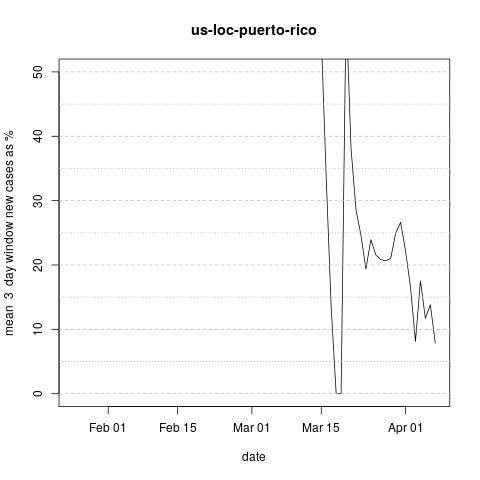 us-loc-puerto-rico
mean 3 day window new cases as %
50
40
30
20
10
0
Feb 01 Feb 15 Mar 01 Mar 15 Apr 01
date